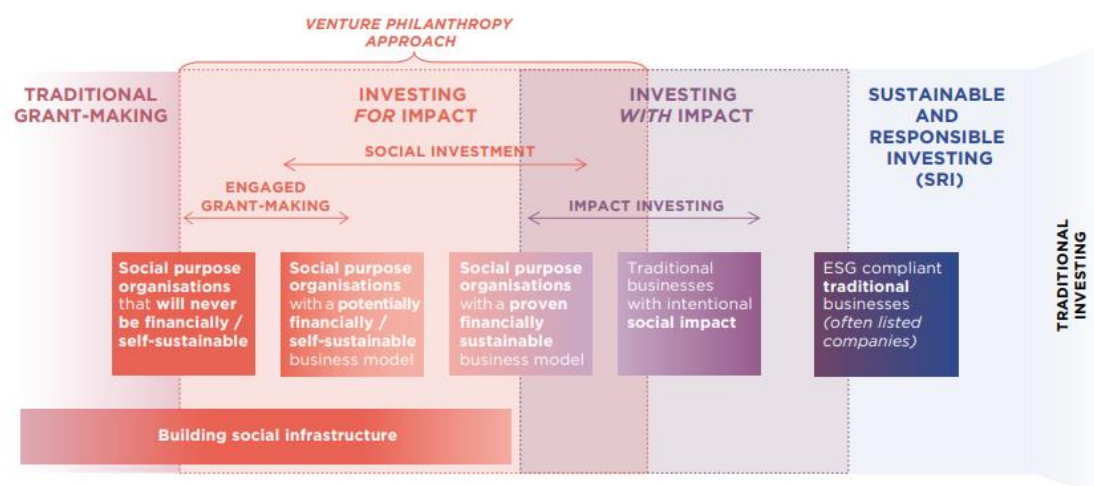 VENTURE PHILANTHROPY
APPROACH
TRADITIONAL
GRANT-MAKING
INVESTING
FOR IMPACT
INVESTING
WITH IMPACT
SUSTAINABLE
AND
RESPONSIBLE
INVESTING
(SRI)
SOCIAL INVESTMENT
ENGAGED
GRANT-MAKING
IMPACT INVESTING
TRADITIONAL
INVESTING
Social purpose
organisations
that will never
be financially /
self-sustainable
Social purpose
organisations
with a potentially
financially /
self-sustainable
business model
Social purpose
organisations
with a proven
financially
sustainable
business model
Traditional
businesses
with intentional
social impact
ESG compliant
traditional
businesses
(often listed
companies)
Building social infrastructure